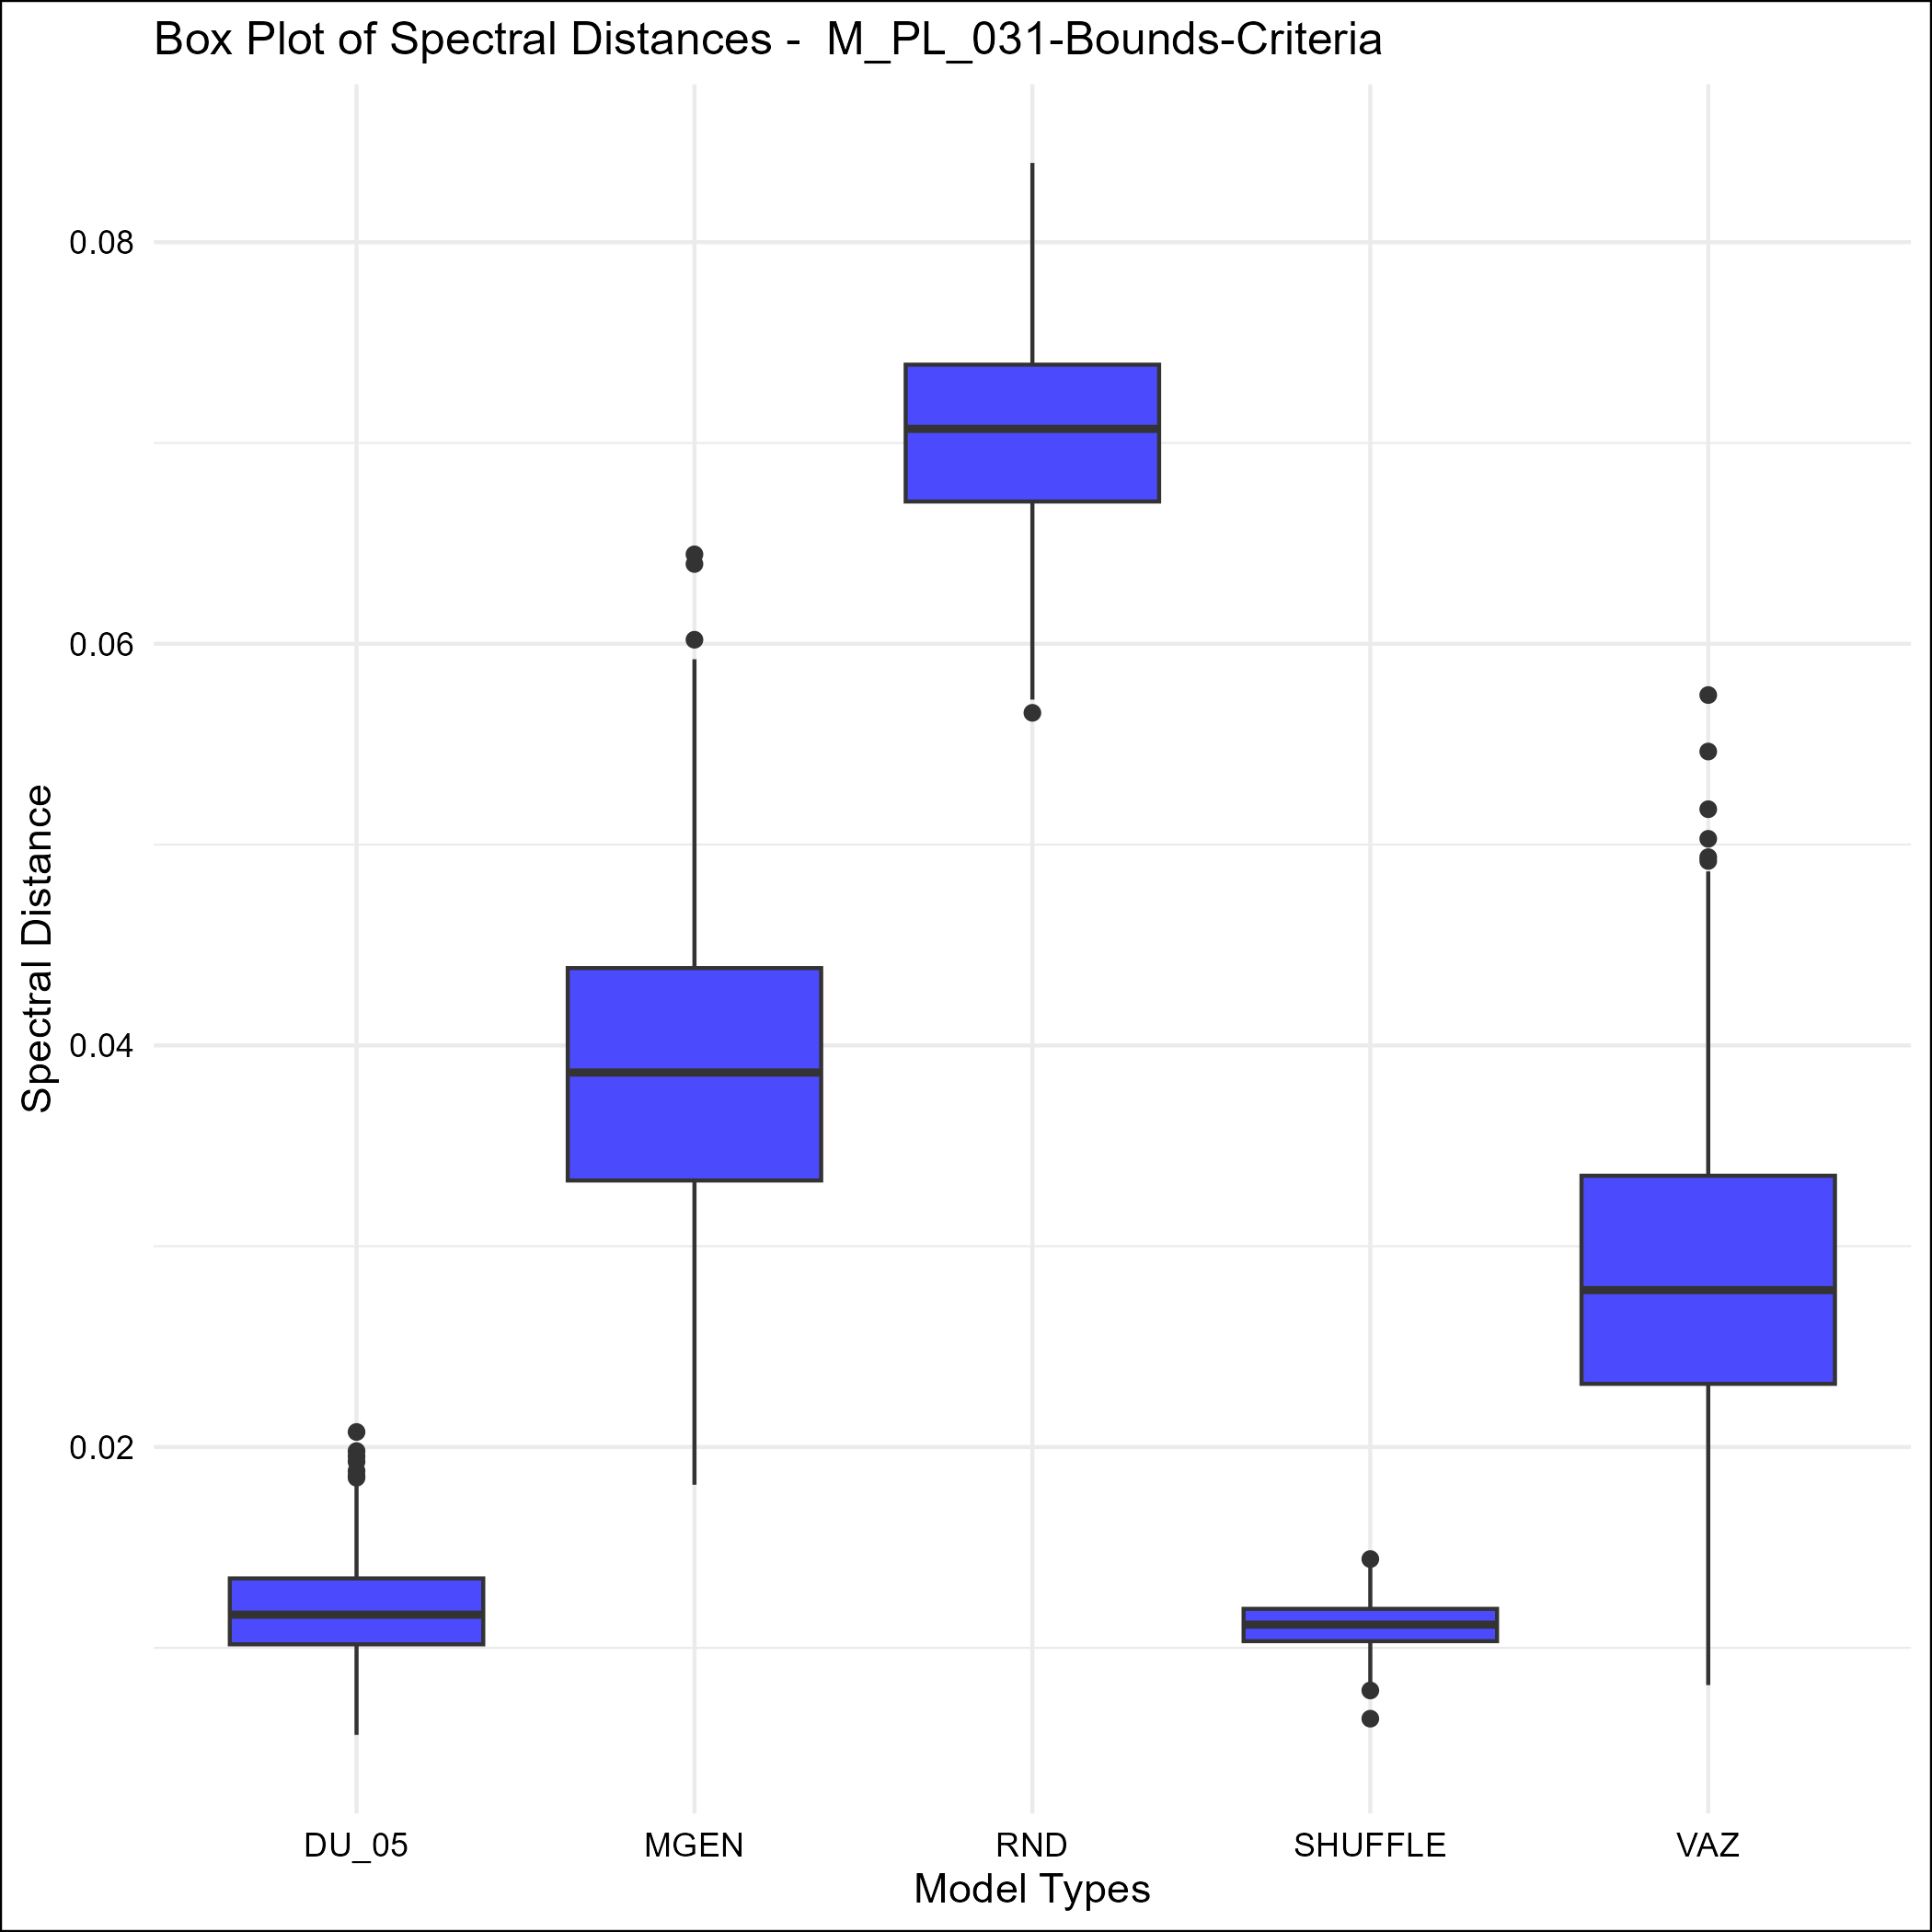 Box Plot of Spectral Distances -  M_PL_031-Bounds-Criteria
0.08
0.06
0.04
0.02
Spectral Distance
DU_05 MGEN RND SHUFFLE VAZ
Model Types